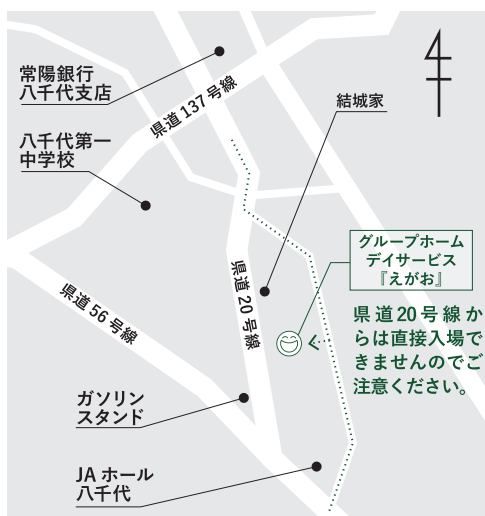 常陽銀行
八千代支店
県道137号線
結城家
八千代第一
中学校
グループホーム
デイサービス
『えがお』
県道20号線
県道20号線か
らは直接入場で
きませんのでご
注意ください。
県道56号線
ガソリン
スタンド
JAホール
八千代